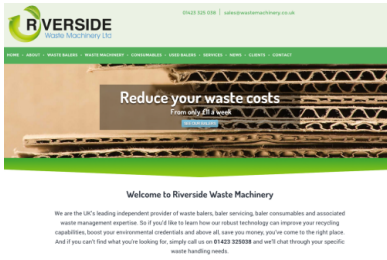 RIVERSIDE
Waste Machinery Ltd
01423 325 038 | sales@wastemachinery.co.uk
HOME • ABOUT • WASTE BALERS • WASTE MACHINERY • CONSUMABLES • USED BALERS • SERVICES • NEWS • CLIENTS • CONTACT
Reduce your waste costs
From only £11 a week
Welcome to Riverside Waste Machinery
We are the UK's leading independent provider of waste balers, baler servicing, baler consumables and associated
waste management expertise. So if you'd like to learn how our robust technology can improve your recycling
capabilities, boost your environmental credentials and above all, save you money, you've come to the right place.
And if you can't find what you're looking for, simply call us on 01423 325038 and we'll chat through your specific
waste handling needs.